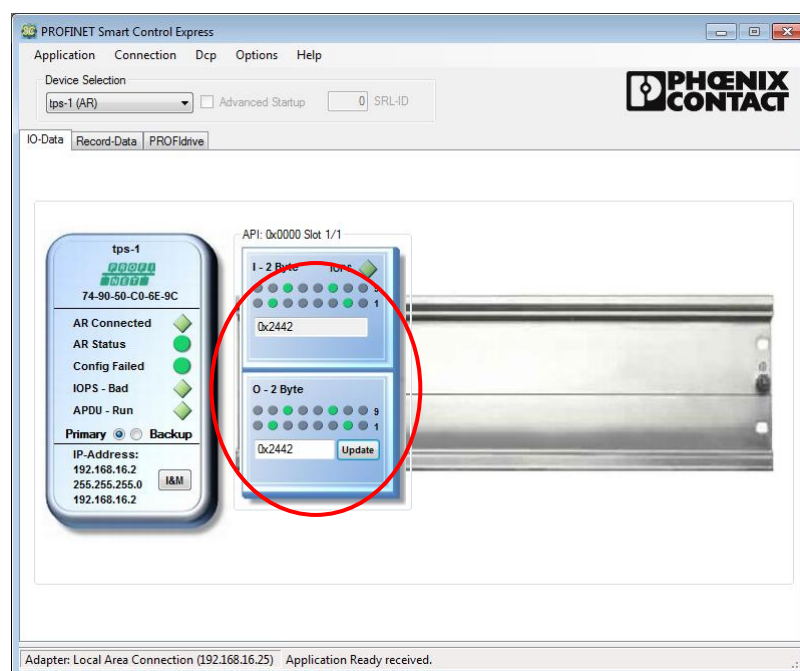 PROFINET Smart Control Express
Application Connection Dcp Options Help
Device Selection
tps-1 (AR) Advanced Startup 0 SRL-ID
PHŒNIX
CONTACT
IO-Data Record-Data PROFIdrive
tps-1
PROFI
NET
74-90-50-C0-6E-9C
AR Connected
AR Status
Config Failed
IOPS - Bad
APDU - Run
Primary Backup
IP-Address:
192.168.16.2
255.255.255.0
192.168.16.2
I&M
API: 0x0000 Slot 1/1
I - 2 Byte IOPS
9
1
0x2442
O - 2 Byte
9
1
0x2442 Update
Adapter: Local Area Connection (192.168.16.25) Application Ready received.